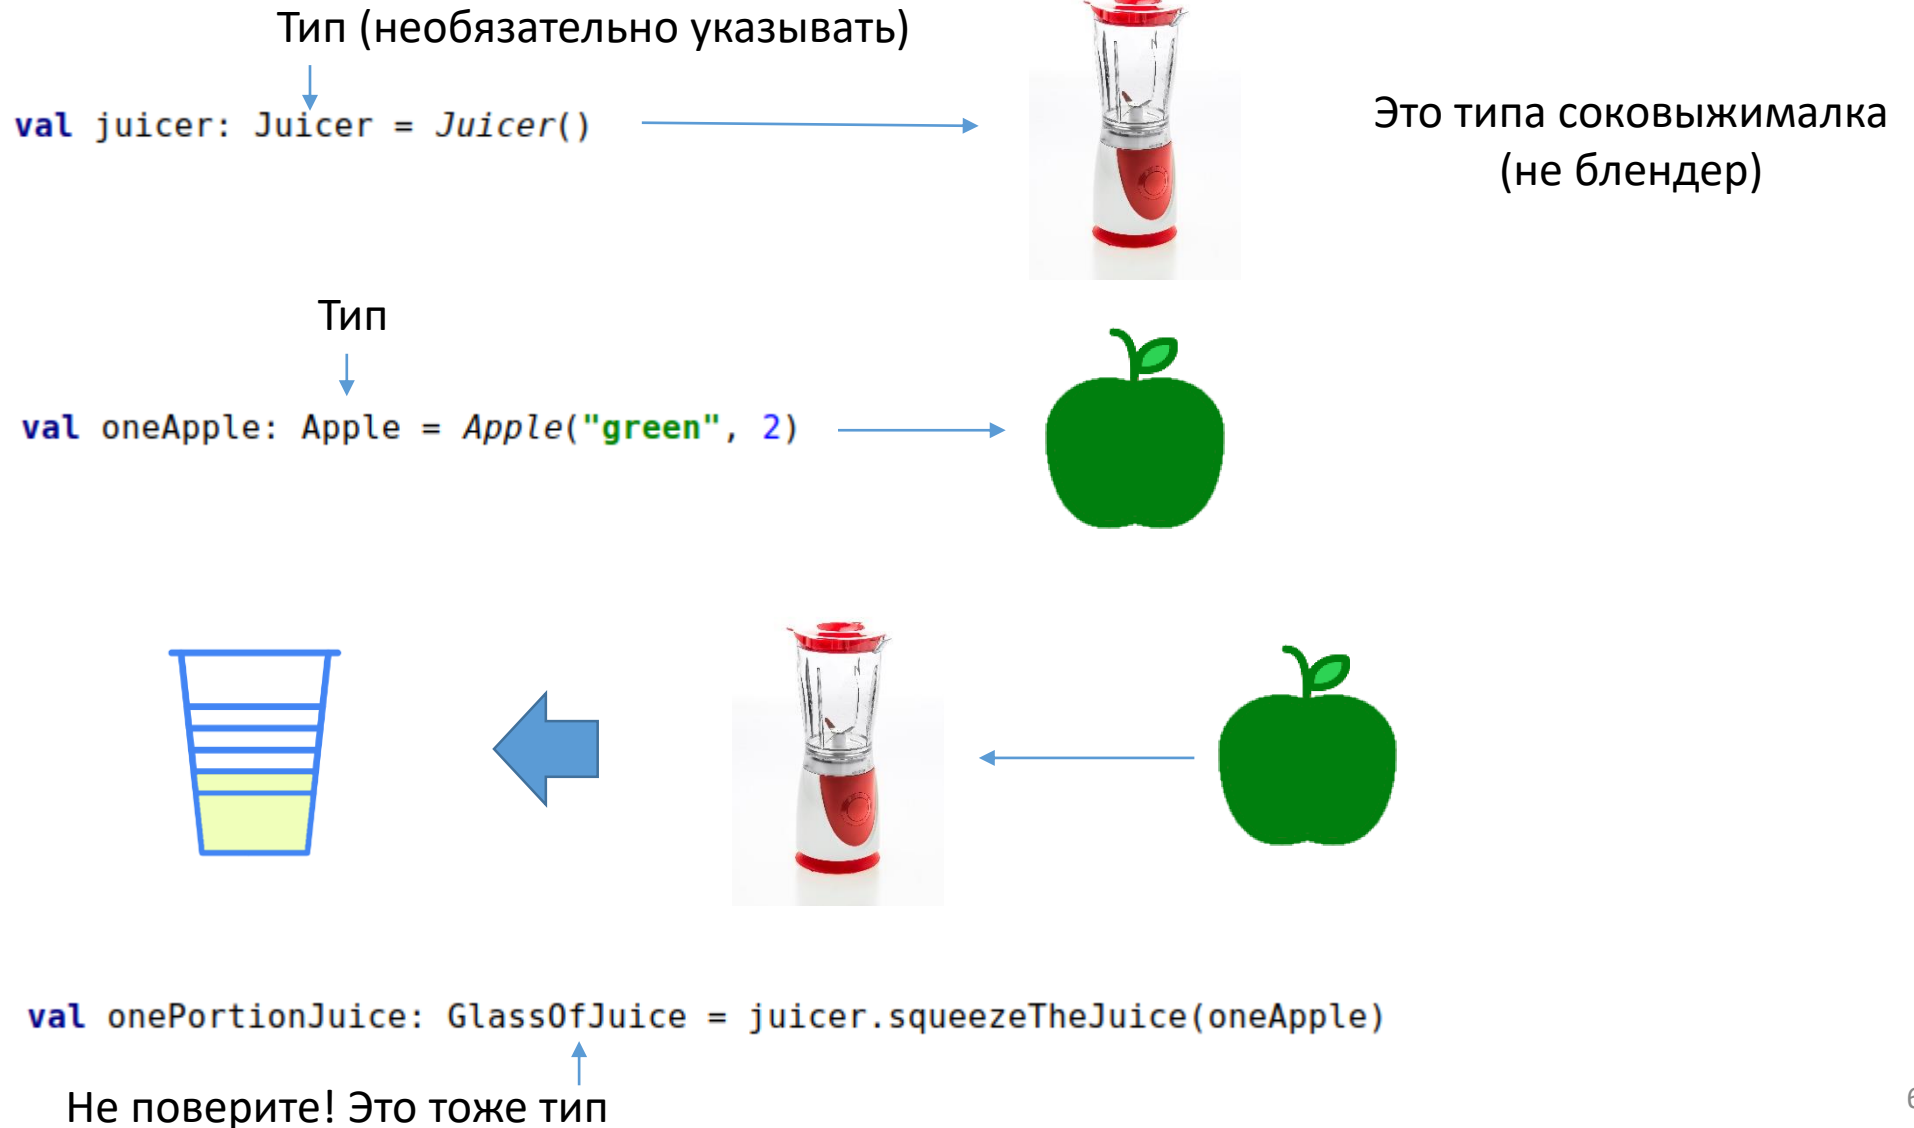 Тип (необязательно указывать)
val juicer: Juicer = Juicer()
Это типа соковыжималка
(не блендер)
Тип
val oneApple: Apple = Apple("green", 2)
val onePortionJuice: GlassOfJuice = juicer.squeezeTheJuice(oneApple)
Не поверите! Это тоже тип